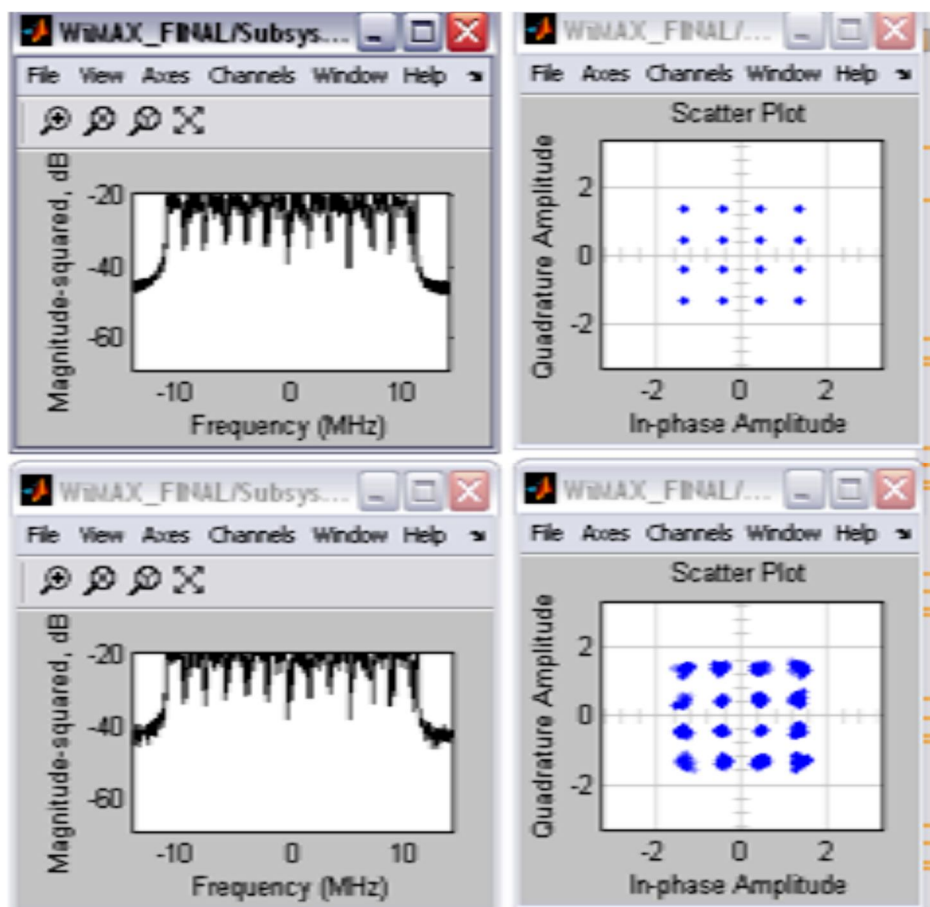 WiMAX_FINAL/Subsys...
File View Axes Channels Window Help
Magnitude-squared, dB
-20
-40
-60
-10 0 10
Frequency (MHz)
WiMAX_FINAL/...
File Axes Channels Window Help
Scatter Plot
Quadrature Amplitude
2
0
-2
-2 0 2
In-phase Amplitude
WiMAX_FINAL/Subsys...
File View Axes Channels Window Help
Magnitude-squared, dB
-20
-40
-60
-10 0 10
Frequency (MHz)
WiMAX_FINAL/...
File Axes Channels Window Help
Scatter Plot
Quadrature Amplitude
2
0
-2
-2 0 2
In-phase Amplitude